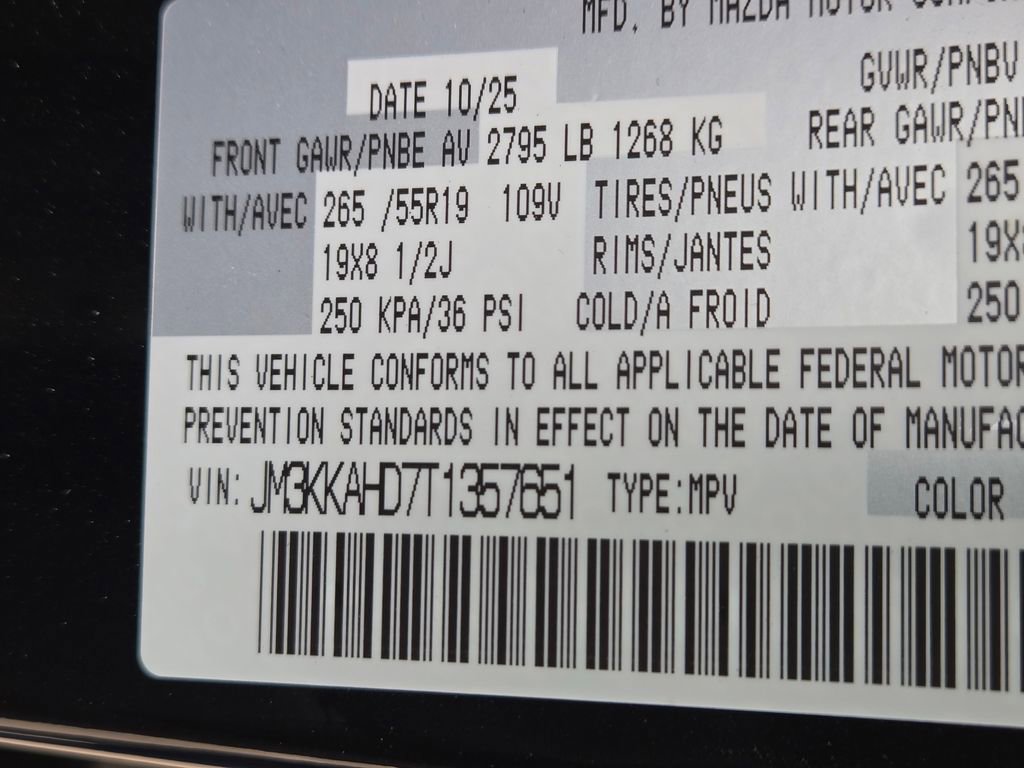 MFD. BY MAZDA MOTOR
DATE 10/25 GVWR/PNBV
FRONT GAWR/PNBE AV 2795 LB 1268 KG REAR
WITH/AVEC 265 /55R19 109V TIRES/PNEUS WITH/AVEC 265
19X8 1/2J RIMS/JANTES
250 KPA/36 PSI COLD/A FROID 250
THIS VEHICLE CONFORMS TO ALL APPLICABLE FEDERAL MOTOR
PREVENTION STANDARDS IN EFFECT ON THE DATE OF
VIN: JM3KKAHD7T1357651 TYPE:MPV COLOR